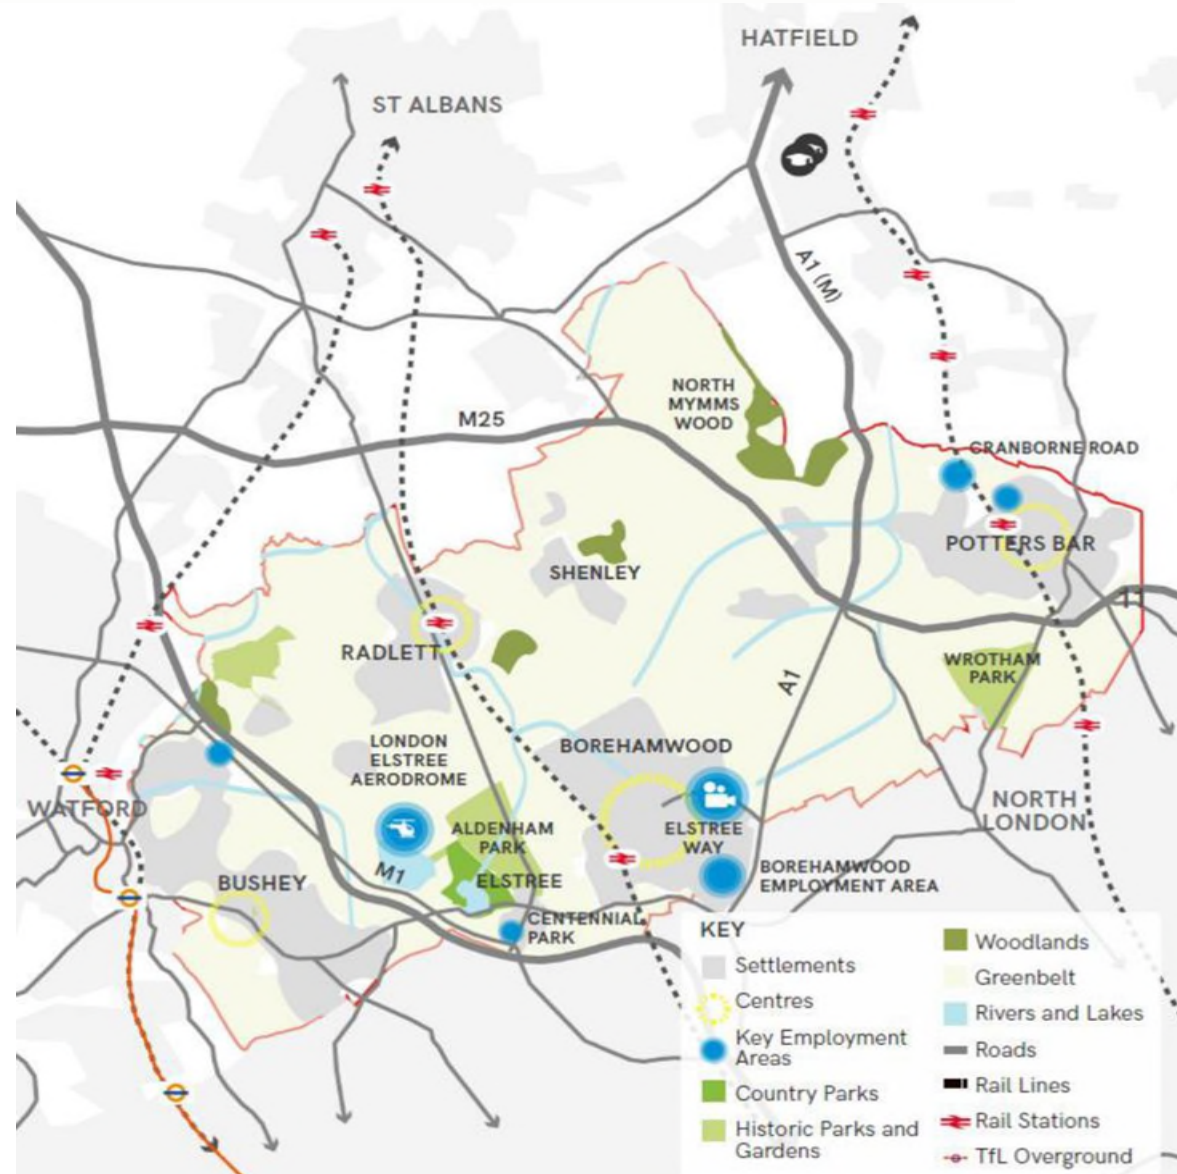 HATFIELD
ST ALBANS
A1 (M)
NORTH
MYMMS
WOOD
M25
CRANBORNE ROAD
POTTERS BAR
SHENLEY
RADLETT
WROTHAM
PARK
A1
LONDON
ELSTREE
AERODROME
BOREHAMWOOD
WATFORD
NORTH
LONDON
ALDENHAM
PARK
ELSTREE
WAY
M1
ELSTREE
BOREHAMWOOD
EMPLOYMENT AREA
BUSHEY
CENTENNIAL
PARK
KEY
Settlements
Centres
Key Employment
Areas
Country Parks
Historic Parks and
Gardens
Woodlands
Greenbelt
Rivers and Lakes
Roads
Rail Lines
Rail Stations
TfL Overground